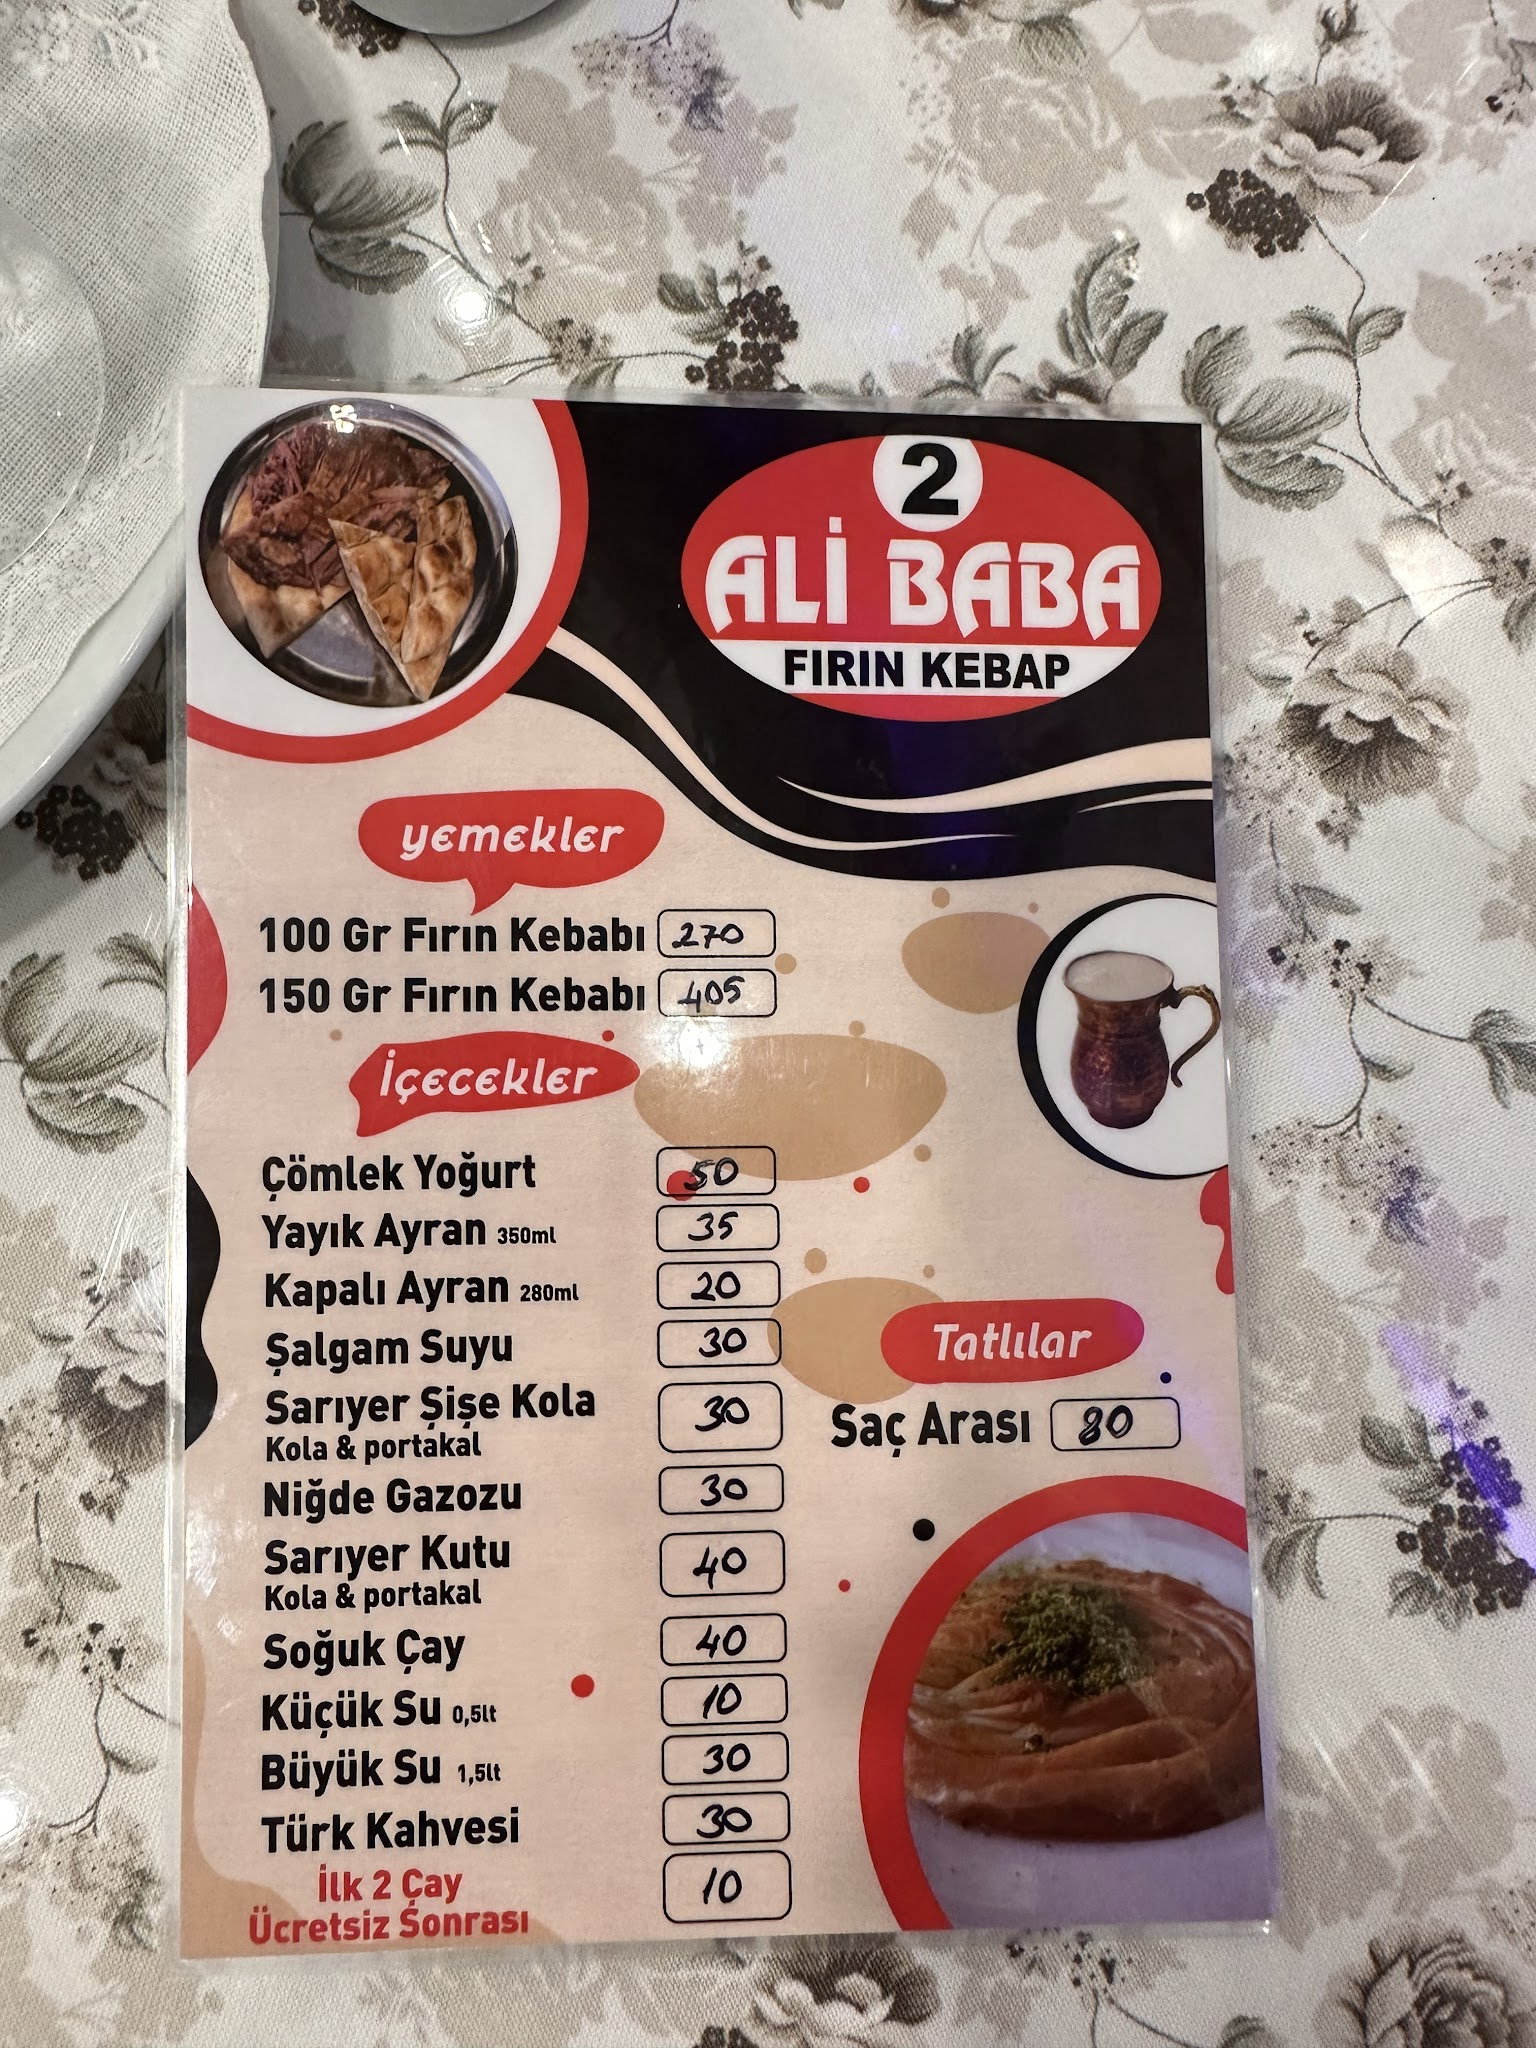 2
ALİ BABA
FIRIN KEBAP
yemekler
100 Gr Fırın Kebabı 270
150 Gr Fırın Kebabı 405
İçecekler
Çömlek Yoğurt 50
Yayık Ayran 350ml 35
Kapalı Ayran 280ml 20
Şalgam Suyu 30
Sarıyer Şişe Kola 30
Kola & portakal
Niğde Gazozu 30
Sarıyer Kutu 40
Kola & portakal
Soğuk Çay 40
Küçük Su 0,5lt 10
Büyük Su 1,5lt 30
Türk Kahvesi 30
İlk 2 Çay
Ücretsiz Sonrası 10
Tatlılar
Saç Arası 80